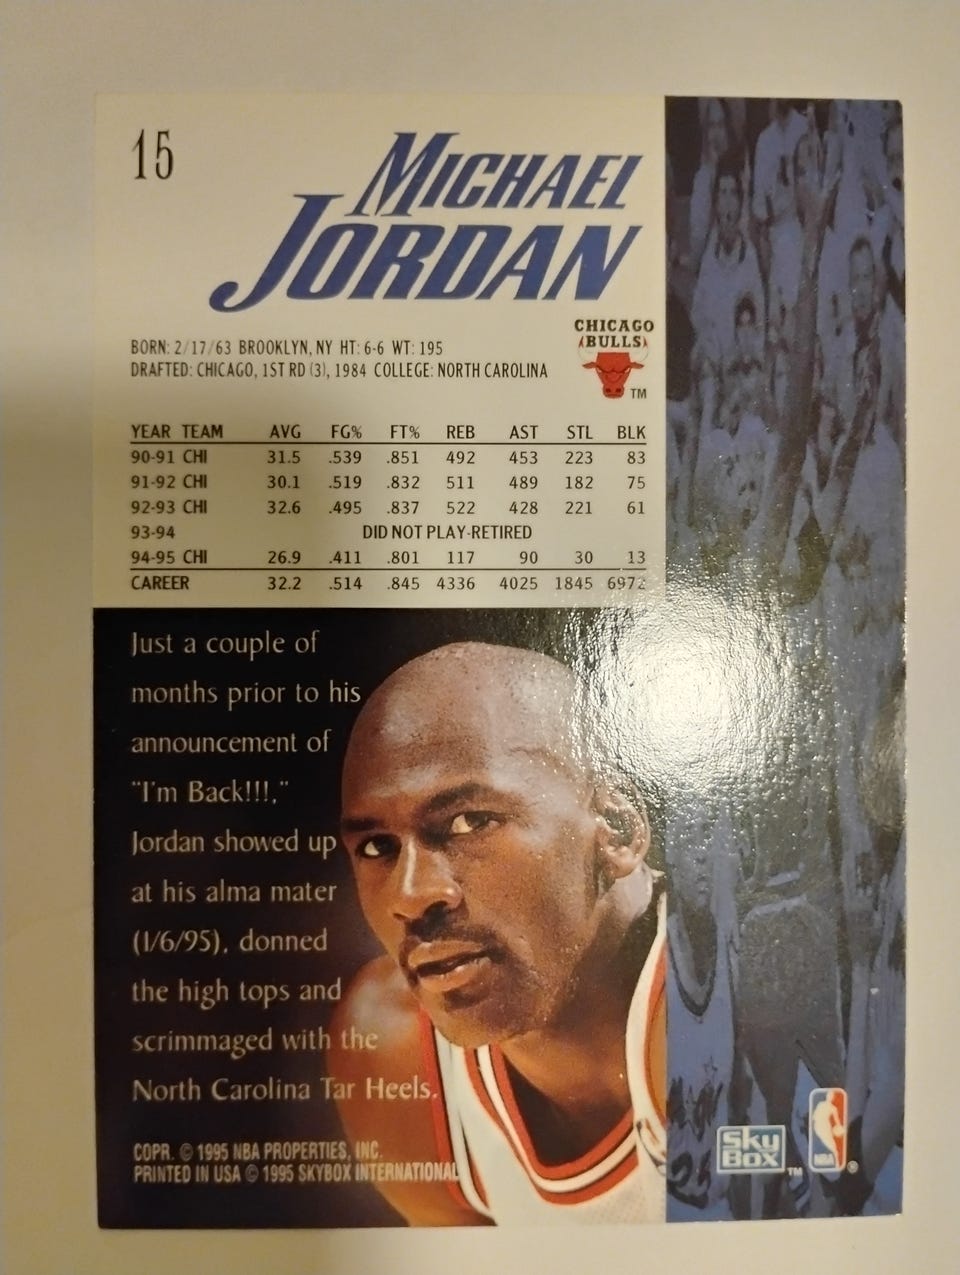 15
MICHAEL
JORDAN
CHICAGO
BULLS
TM
BORN: 2/17/63 BROOKLYN, NY HT: 6-6 WT: 195
DRAFTED: CHICAGO, 1ST RD (3), 1984 COLLEGE: NORTH CAROLINA
YEAR TEAM AVG FG% FT% REB AST STL BLK
90-91 CHI 31.5 .539 .851 492 453 223 83
91-92 CHI 30.1 .519 .832 511 489 182 75
92-93 CHI 32.6 .495 .837 522 428 221 61
93-94 DID NOT PLAY-RETIRED
94-95 CHI 26.9 .411 .801 117 90 30 13
CAREER 32.2 .514 .845 4336 4025 1845 6972
Just a couple of
months prior to his
announcement of
"I'm Back!!!,"
Jordan showed up
at his alma mater
(1/6/95), donned
the high tops and
scrimmaged with the
North Carolina Tar Heels.
COPR. © 1995 NBA PROPERTIES, INC.
PRINTED IN USA © 1995 SKYBOX INTERNATIONAL
Sky
BOX TM
NBA ®